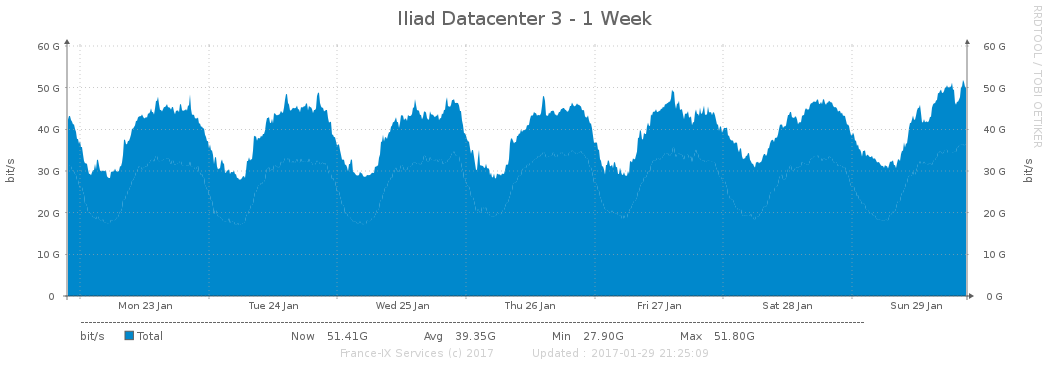 Iliad Datacenter 3 - 1 Week
RRDTOOL / TOBI OETIKER
bit/s
60 G
50 G
40 G
30 G
20 G
10 G
0
60 G
50 G
40 G
30 G
20 G
10 G
0 G
bit/s
Mon 23 Jan Tue 24 Jan Wed 25 Jan Thu 26 Jan Fri 27 Jan Sat 28 Jan Sun 29 Jan
bit/s Total Now 51.41G Avg 39.35G Min 27.90G Max 51.80G
France-IX Services (c) 2017 Updated : 2017-01-29 21:25:09